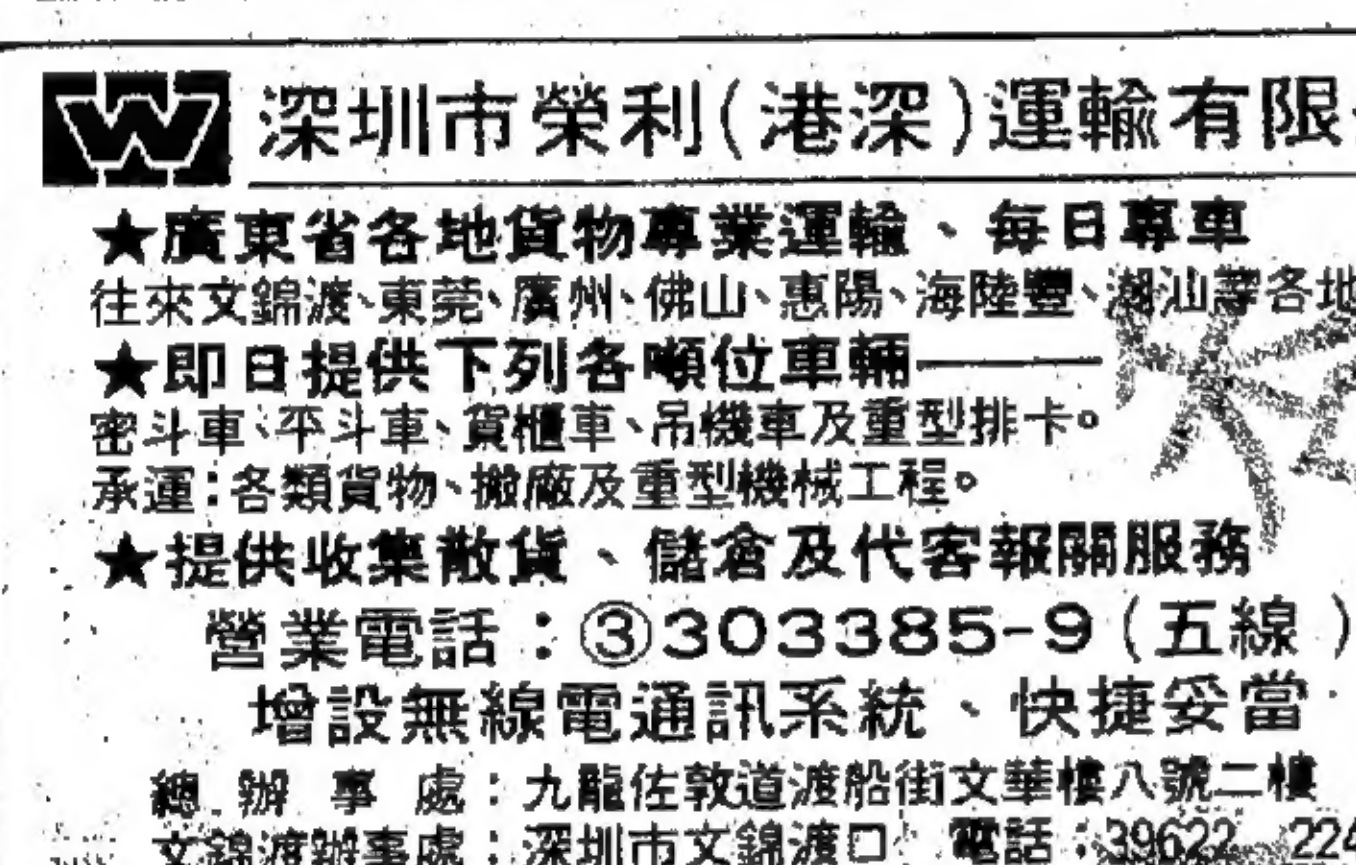 深圳市榮利(港深)運輸有限
★廣東省各地貨物專業運輸、每日專車
往來文錦渡、東莞、廣州、佛山、惠陽、海陸豐、潮汕等各地
★即日提供下列各噸位車輛——
密斗車、平斗車、貨櫃車、吊機車及重型排卡。
承運:各類貨物、搬廠及重型機械工程。
★提供收集散貨、儲倉及代客報關服務
營業電話:③303385-9(五線)
增設無線電通訊系統、快捷妥當
總辦事處:九龍佐敦道渡船街文華樓八號二樓
文錦渡辦事處:深圳市文錦渡口 電話:39622